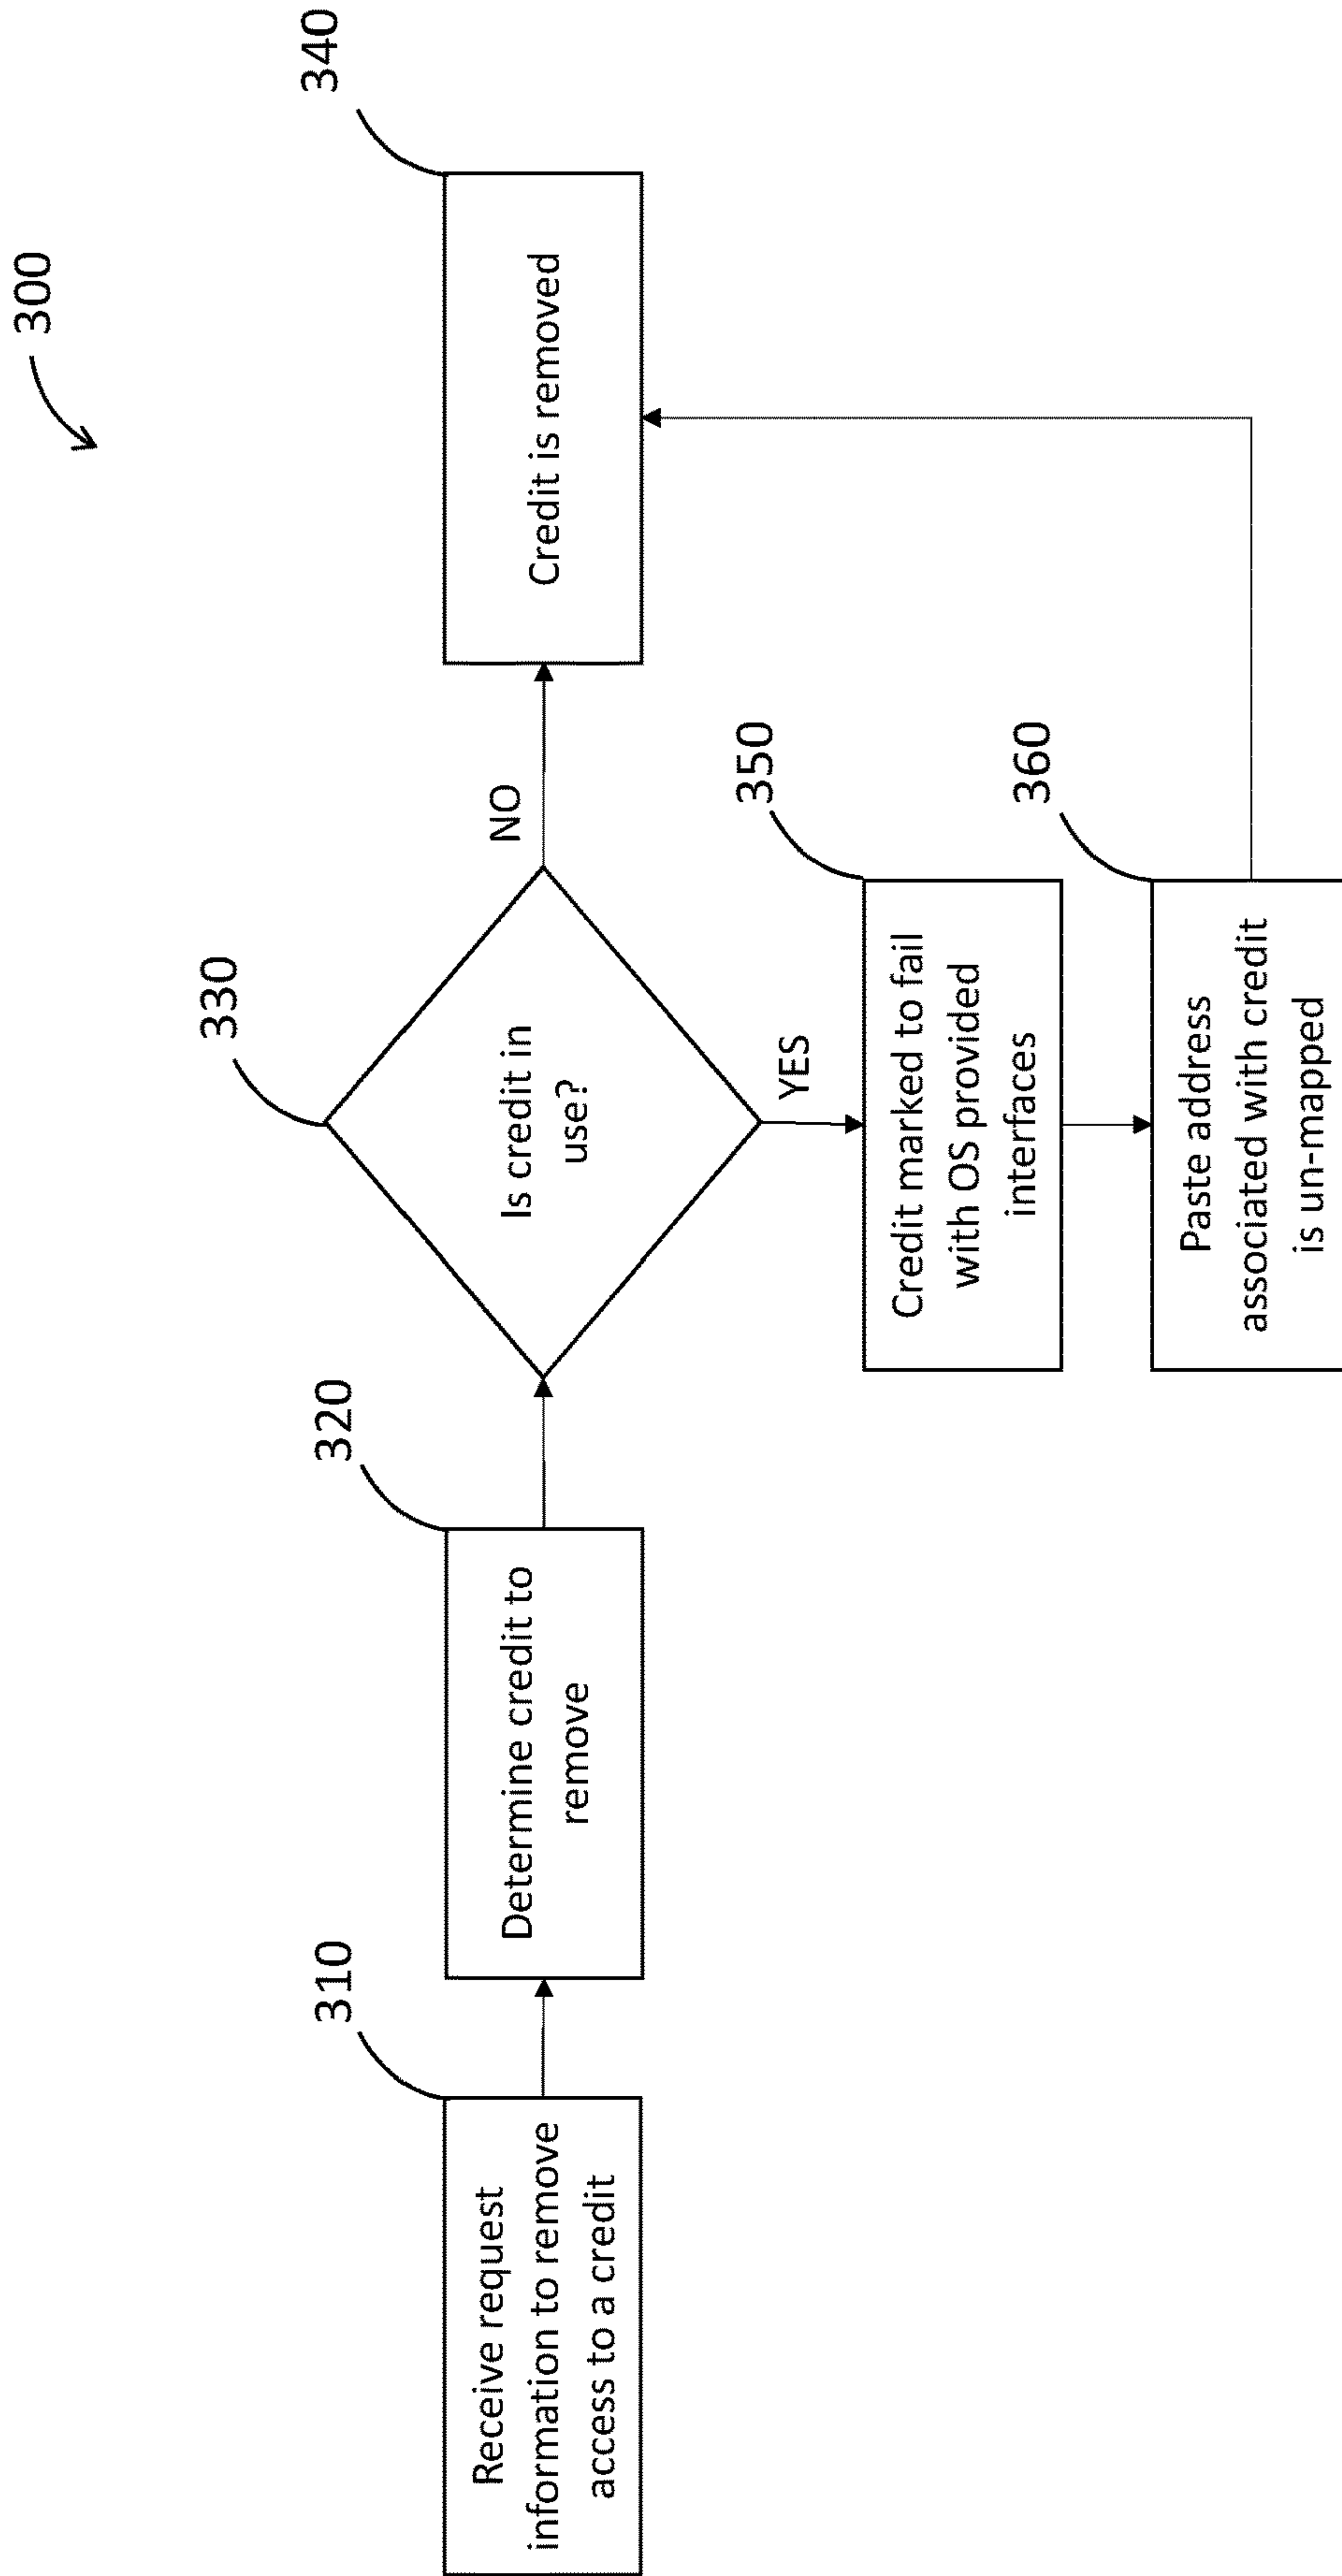 300
310
Receive request
information to remove
access to a credit
320
Determine credit to
remove
330
Is credit in
use?
NO
340
Credit is removed
YES
350
Credit marked to fail
with OS provided
interfaces
360
Paste address
associated with credit
is un-mapped